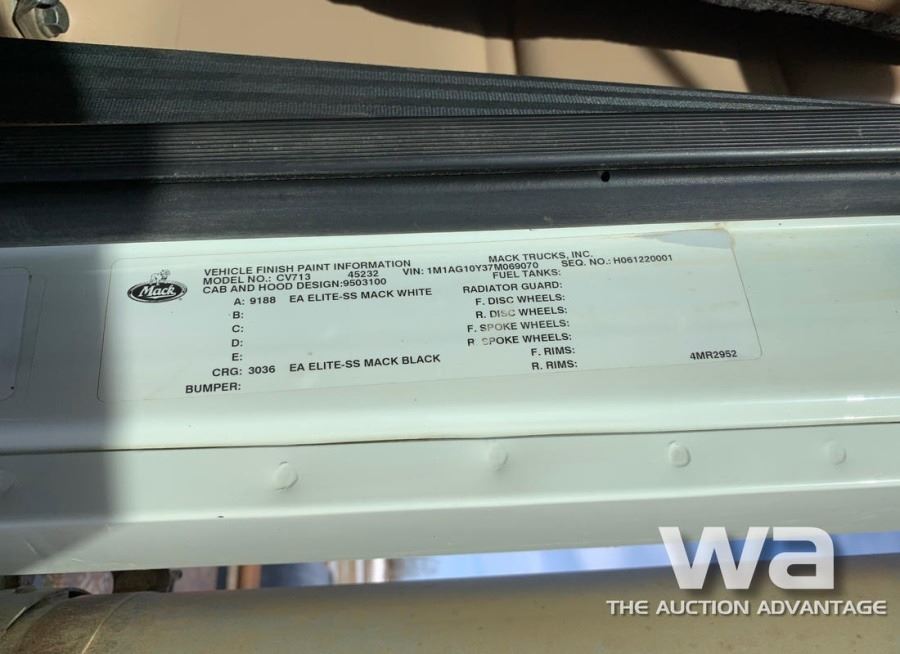 Mack
VEHICLE FINISH PAINT INFORMATION MACK TRUCKS, INC.
MODEL NO.: CV713 45232 VIN: 1M1AG10Y37M069070 SEQ. NO.: H061220001
CAB AND HOOD DESIGN:9503100 FUEL TANKS:
A: 9188 EA ELITE-SS MACK WHITE RADIATOR GUARD:
B: F. DISC WHEELS:
C: R. DISC WHEELS:
D: F. SPOKE WHEELS:
E: R. SPOKE WHEELS:
CRG: 3036 EA ELITE-SS MACK BLACK F. RIMS: 4MR2952
BUMPER: R. RIMS:
wa
THE AUCTION ADVANTAGE